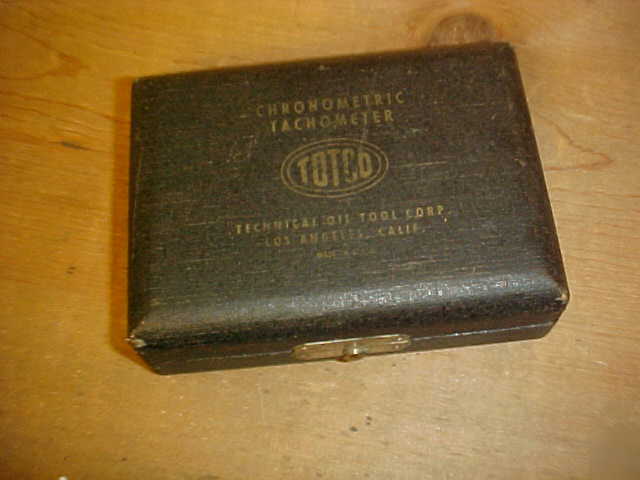 CHRONOMETRIC
TACHOMETER
TOTCO
TECHNICAL OIL TOOL CORP.
LOS ANGELES, CALIF.